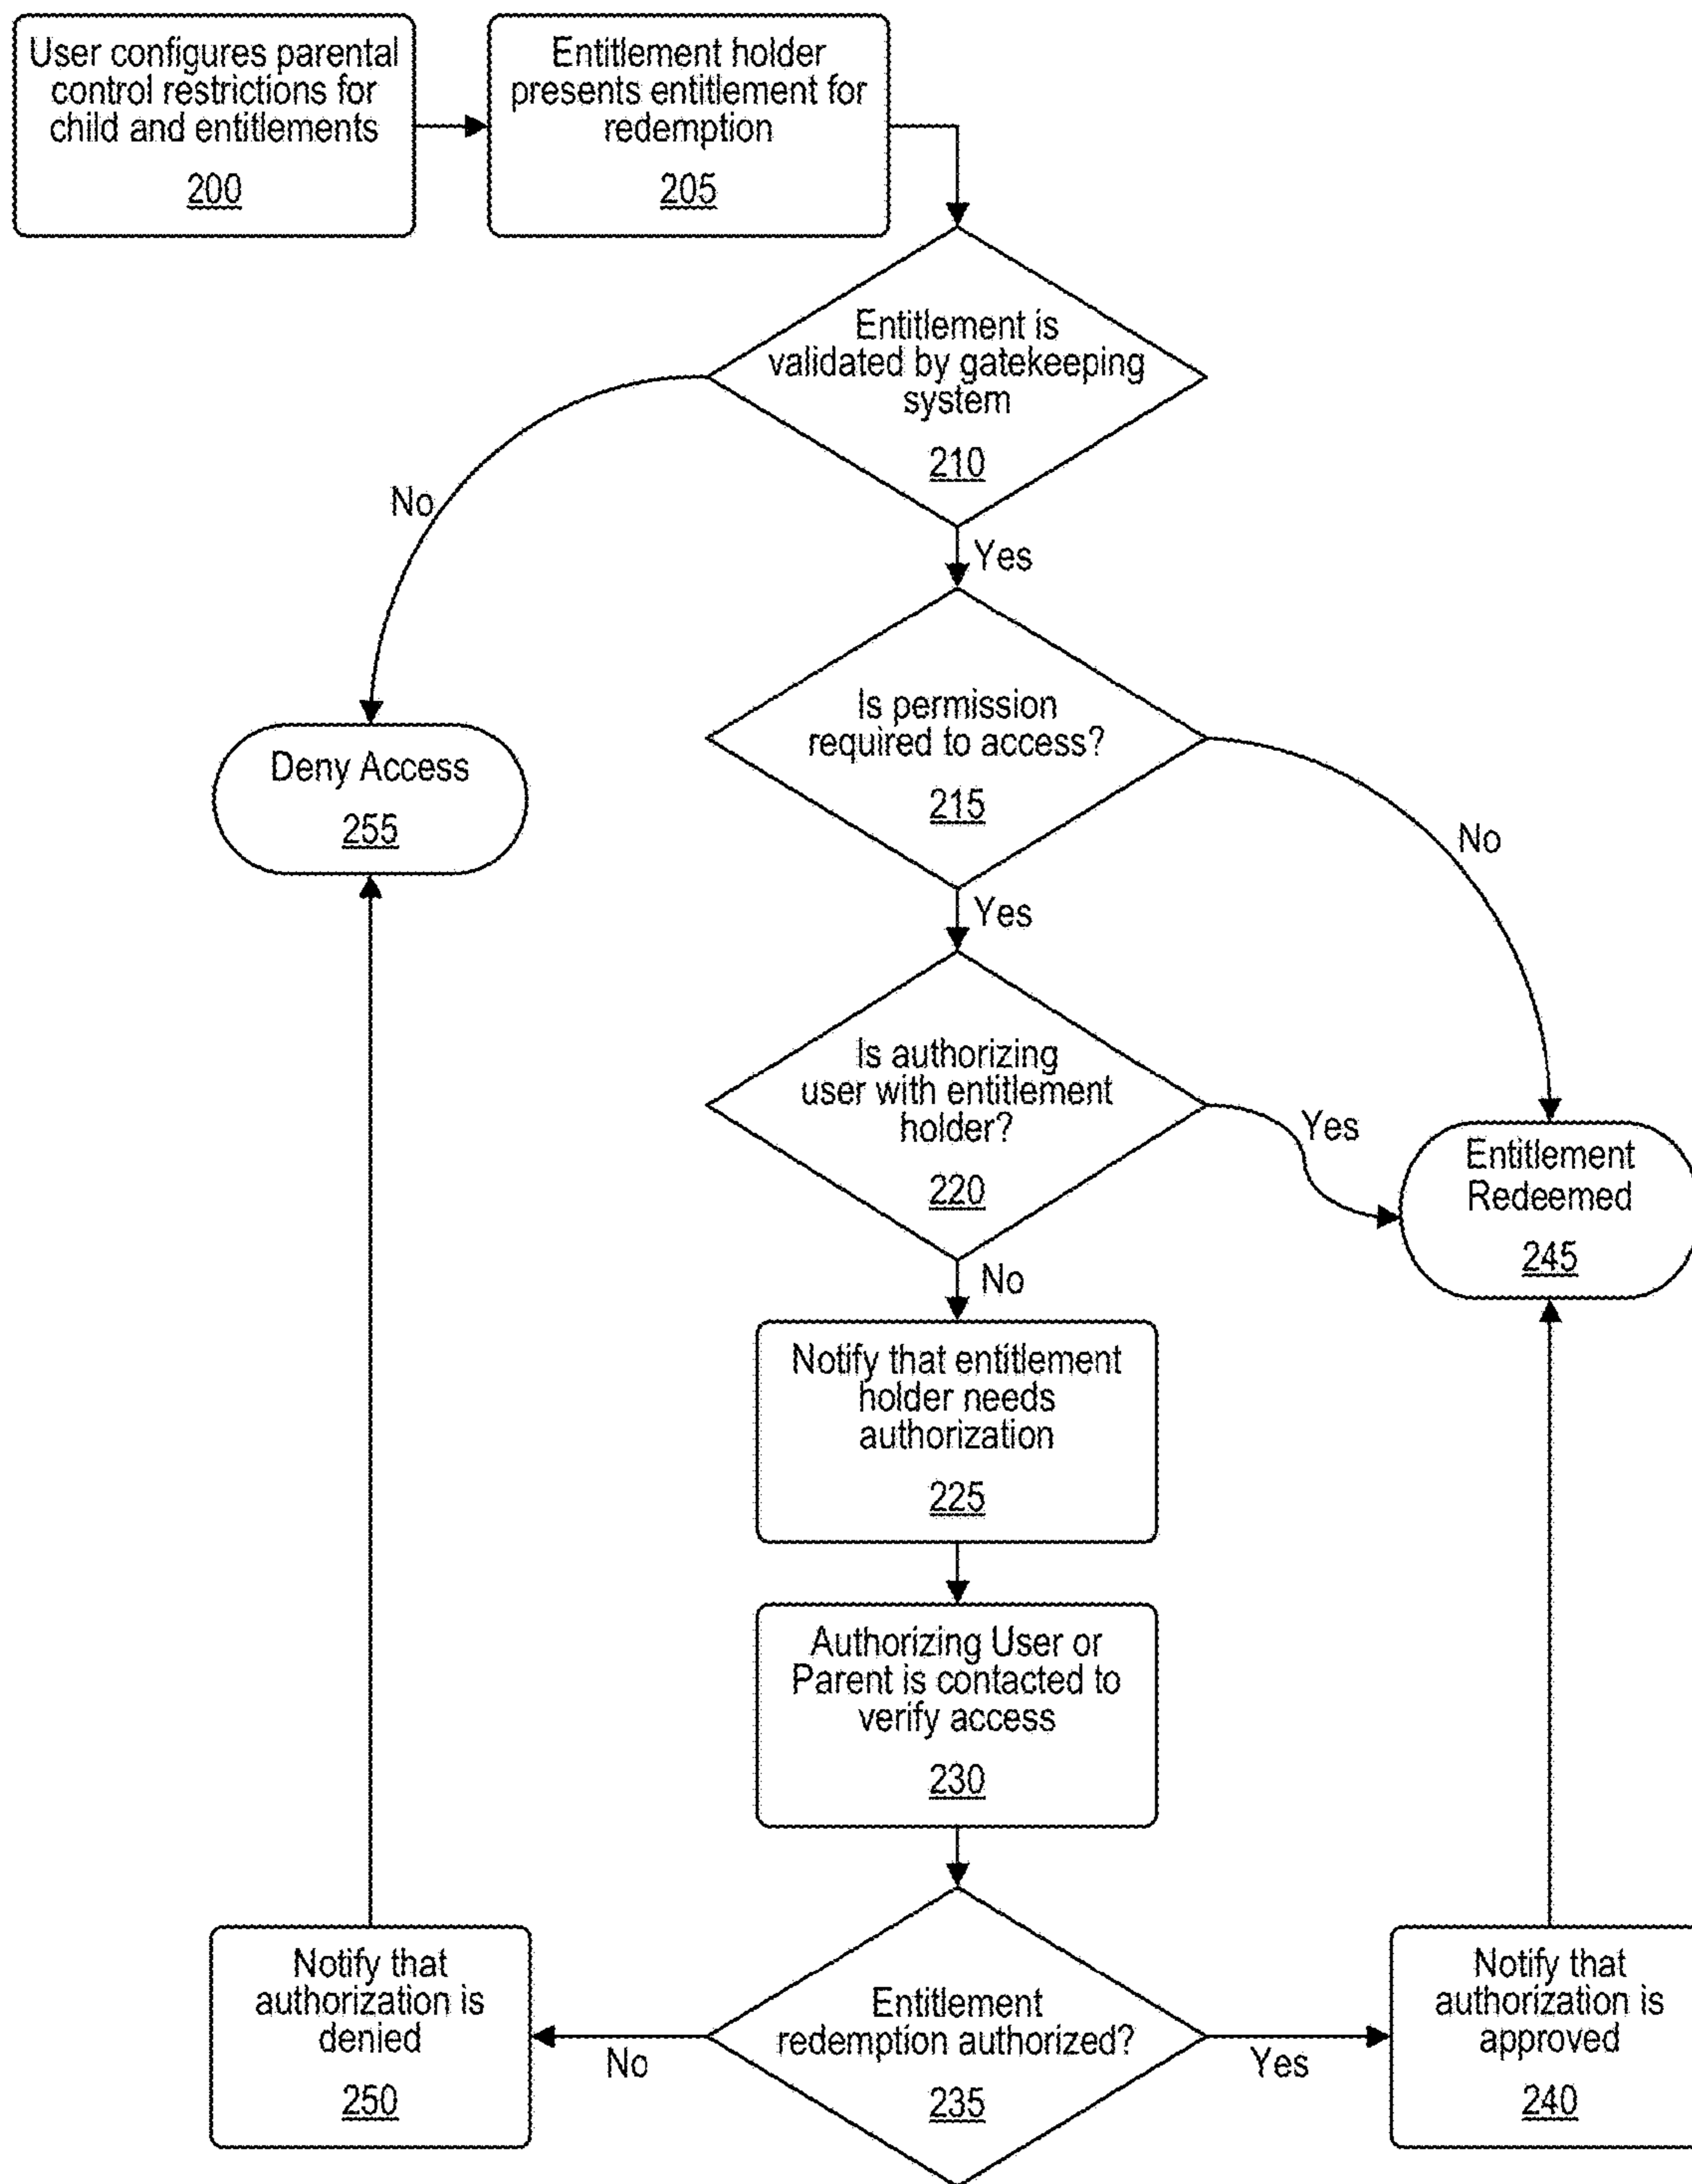 User configures parental
control restrictions for
child and entitlements
200
Entitlement holder
presents entitlement for
redemption
205
Entitlement is
validated by gatekeeping
system
210
No
Yes
Is permission
required to access?
215
Deny Access
255
No
Yes
Is authorizing
user with entitlement
holder?
220
Yes
Entitlement
Redeemed
245
No
Notify that entitlement
holder needs
authorization
225
Authorizing User or
Parent is contacted to
verify access
230
Notify that
authorization is
denied
250
No
Entitlement
redemption authorized?
235
Yes
Notify that
authorization is
approved
240